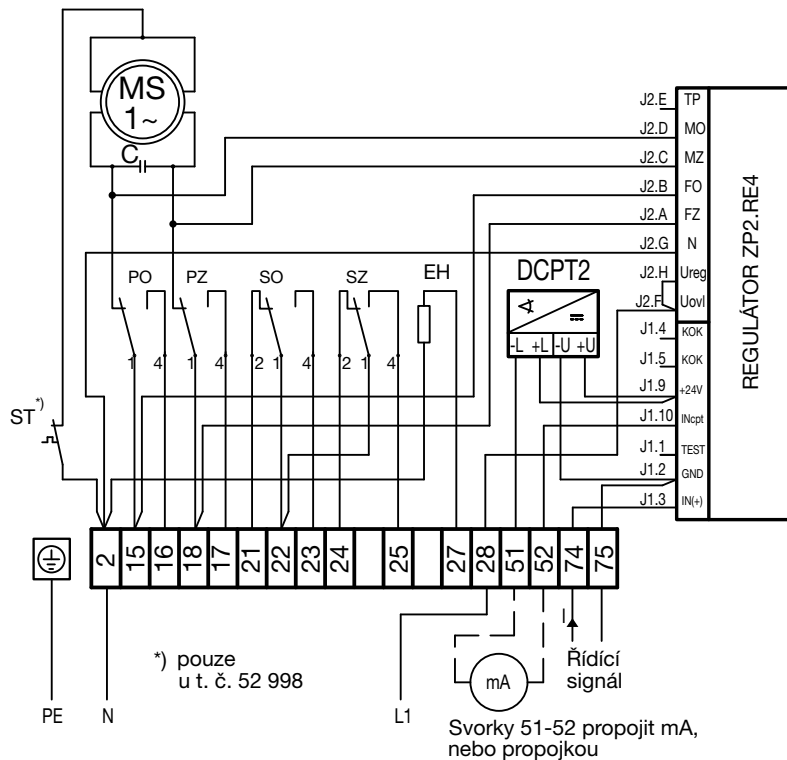 MS
1~
C
J2.E TP
J2.D MO
J2.C MZ
J2.B FO
J2.A FZ
J2.G N
J2.H Ureg
J2.F Uovl
J1.4 KOK
J1.5 KOK
J1.9 +24V
J1.10 INcpt
J1.1 TEST
J1.2 GND
J1.3 IN(+)
REGULÁTOR ZP2.RE4
PO PZ SO SZ EH DCPT2
-L +L -U +U
1 4 1 4 2 1 4 2 1 4
ST*)
2 15 16 18 17 21 22 23 24 25 27 28 51 52 74 75
*) pouze
u t. č. 52 998
I
Řídící
signál
mA
PE N L1
Svorky 51-52 propojit mA,
nebo propojkou